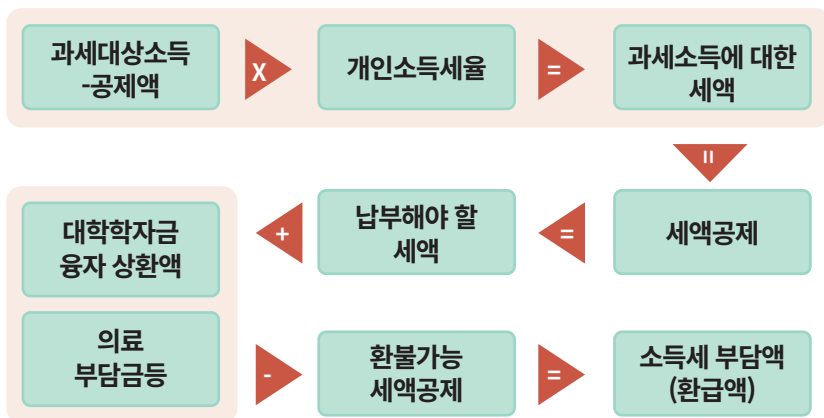 과세대상소득
-공제액
X
개인소득세율
=
과세소득에 대한
세액
=
세액공제
=
납부해야 할
세액
+
대학학자금
융자 상환액
의료
부담금등
-
환불가능
세액공제
=
소득세 부담액
(환급액)